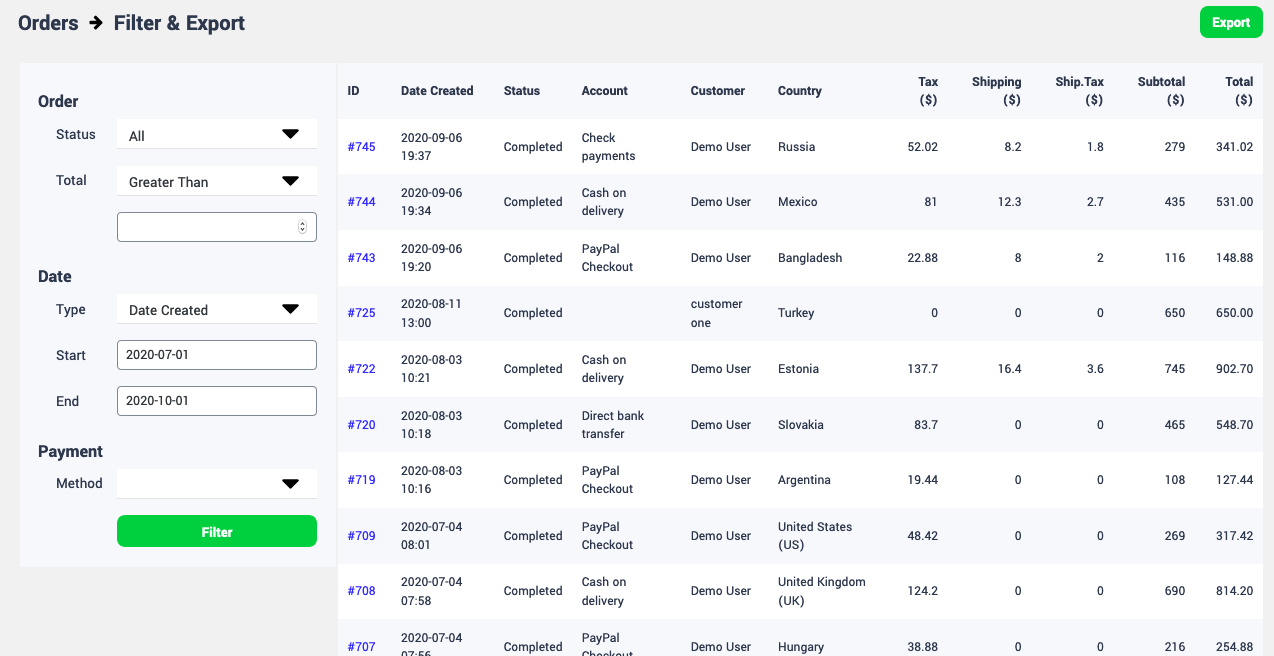 Orders → Filter & Export
Export
Order
Status All
Total Greater Than
Date
Type Date Created
Start 2020-07-01
End 2020-10-01
Payment
Method
Filter
ID Date Created Status Account Customer Country Tax ($) Shipping ($) Ship.Tax ($) Subtotal ($) Total ($)
#745 2020-09-06 19:37 Completed Check payments Demo User Russia 52.02 8.2 1.8 279 341.02
#744 2020-09-06 19:34 Completed Cash on delivery Demo User Mexico 81 12.3 2.7 435 531.00
#743 2020-09-06 19:20 Completed PayPal Checkout Demo User Bangladesh 22.88 8 2 116 148.88
#725 2020-08-11 13:00 Completed customer one Turkey 0 0 0 650 650.00
#722 2020-08-03 10:21 Completed Cash on delivery Demo User Estonia 137.7 16.4 3.6 745 902.70
#720 2020-08-03 10:18 Completed Direct bank transfer Demo User Slovakia 83.7 0 0 465 548.70
#719 2020-08-03 10:16 Completed PayPal Checkout Demo User Argentina 19.44 0 0 108 127.44
#709 2020-07-04 08:01 Completed PayPal Checkout Demo User United States (US) 48.42 0 0 269 317.42
#708 2020-07-04 07:58 Completed Cash on delivery Demo User United Kingdom (UK) 124.2 0 0 690 814.20
#707 2020-07-04 07:56 Completed PayPal Checkout Demo User Hungary 38.88 0 0 216 254.88